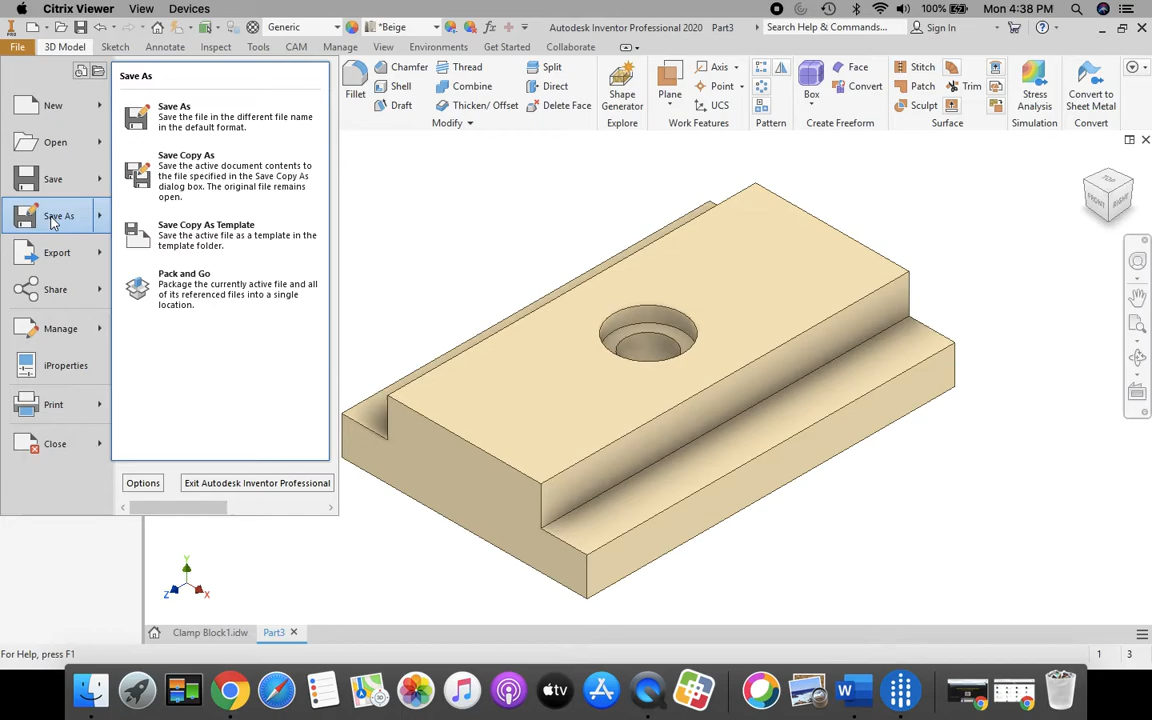 Citrix Viewer View Devices 100% Mon 4:38 PM
PRO Generic *Beige Autodesk Inventor Professional 2020 Part3 Search Help & Commands... Sign In
File 3D Model Sketch Annotate Inspect Tools CAM Manage View Environments Get Started Collaborate
Fillet
Chamfer
Shell
Draft
Thread
Combine
Thicken/ Offset
Split
Direct
Delete Face
Modify
Shape
Generator
Explore
Plane
Axis
Point
UCS
Work Features
Pattern
Box
Face
Convert
Create Freeform
Stitch
Patch
Sculpt
Trim
Surface
Stress
Analysis
Simulation
Convert to
Sheet Metal
Convert
New
Open
Save
Save As
Export
Share
Manage
iProperties
Print
Close
Save As
Save As
Save the file in the different file name
in the default format.
Save Copy As
Save the active document contents to
the file specified in the Save Copy As
dialog box. The original file remains
open.
Save Copy As Template
Save the active file as a template in the
template folder.
Pack and Go
Package the currently active file and all
of its referenced files into a single
location.
Options Exit Autodesk Inventor Professional
TOP
FRONT
RIGHT
Y
Z X
Clamp Block1.idw Part3
For Help, press F1 1 3
tv
W